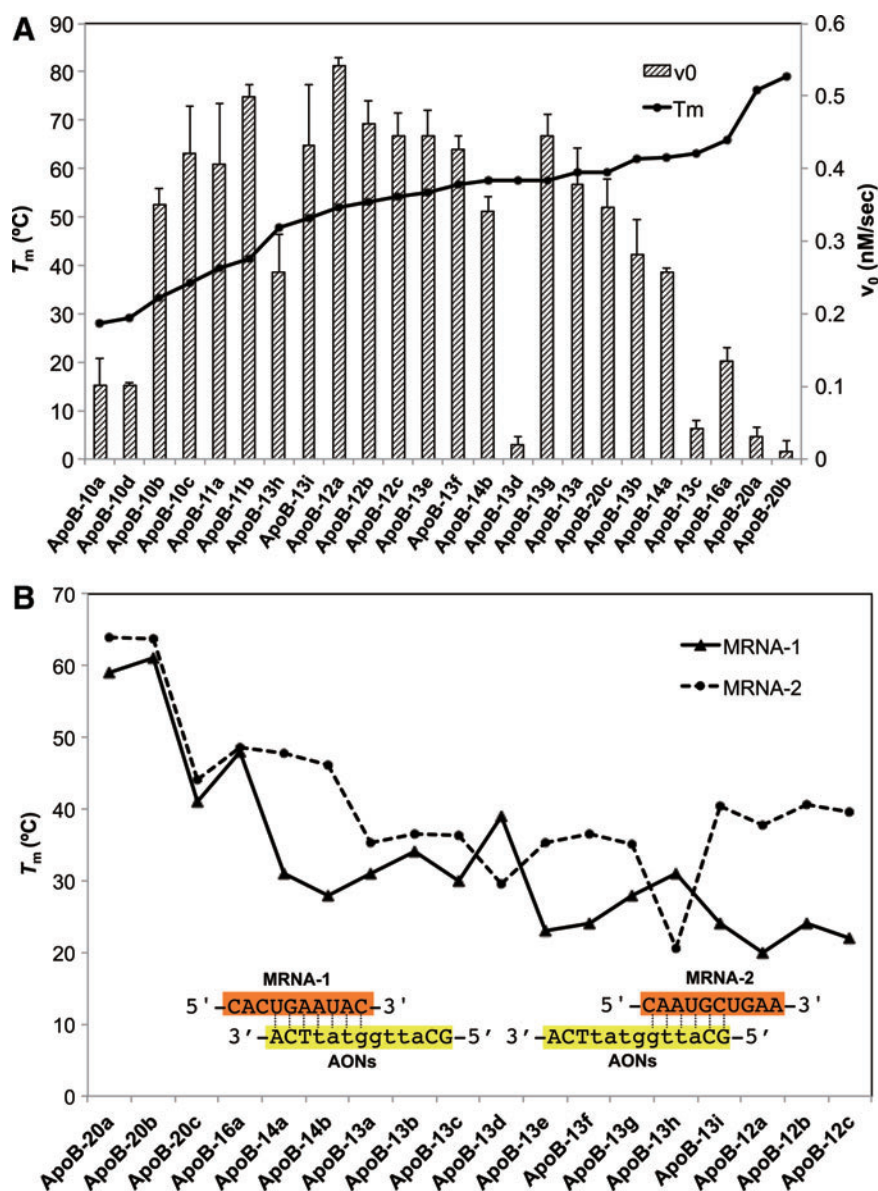 A
90
80
70
60
50
40
30
20
10
0
Tm (ºC)
v0
Tm
0.6
0.5
0.4
0.3
0.2
0.1
0
v0 (nM/sec)
ApoB-10a
ApoB-10d
ApoB-10b
ApoB-10c
ApoB-11a
ApoB-11b
ApoB-13h
ApoB-13i
ApoB-12a
ApoB-12b
ApoB-12c
ApoB-13e
ApoB-13f
ApoB-14b
ApoB-13d
ApoB-13g
ApoB-13a
ApoB-20c
ApoB-13b
ApoB-14a
ApoB-13c
ApoB-16a
ApoB-20a
ApoB-20b
B
70
60
50
40
30
20
10
0
Tm (ºC)
MRNA-1
MRNA-2
MRNA-1
5'-CACUGAAUAC-3'
3'-ACTtatggttaCG-5'
AONs
MRNA-2
5'-CAAUGCUGAA-3'
3'-ACTtatggttaCG-5'
AONs
ApoB-20a
ApoB-20b
ApoB-20c
ApoB-16a
ApoB-14a
ApoB-14b
ApoB-13a
ApoB-13b
ApoB-13c
ApoB-13d
ApoB-13e
ApoB-13f
ApoB-13g
ApoB-13h
ApoB-13i
ApoB-12a
ApoB-12b
ApoB-12c